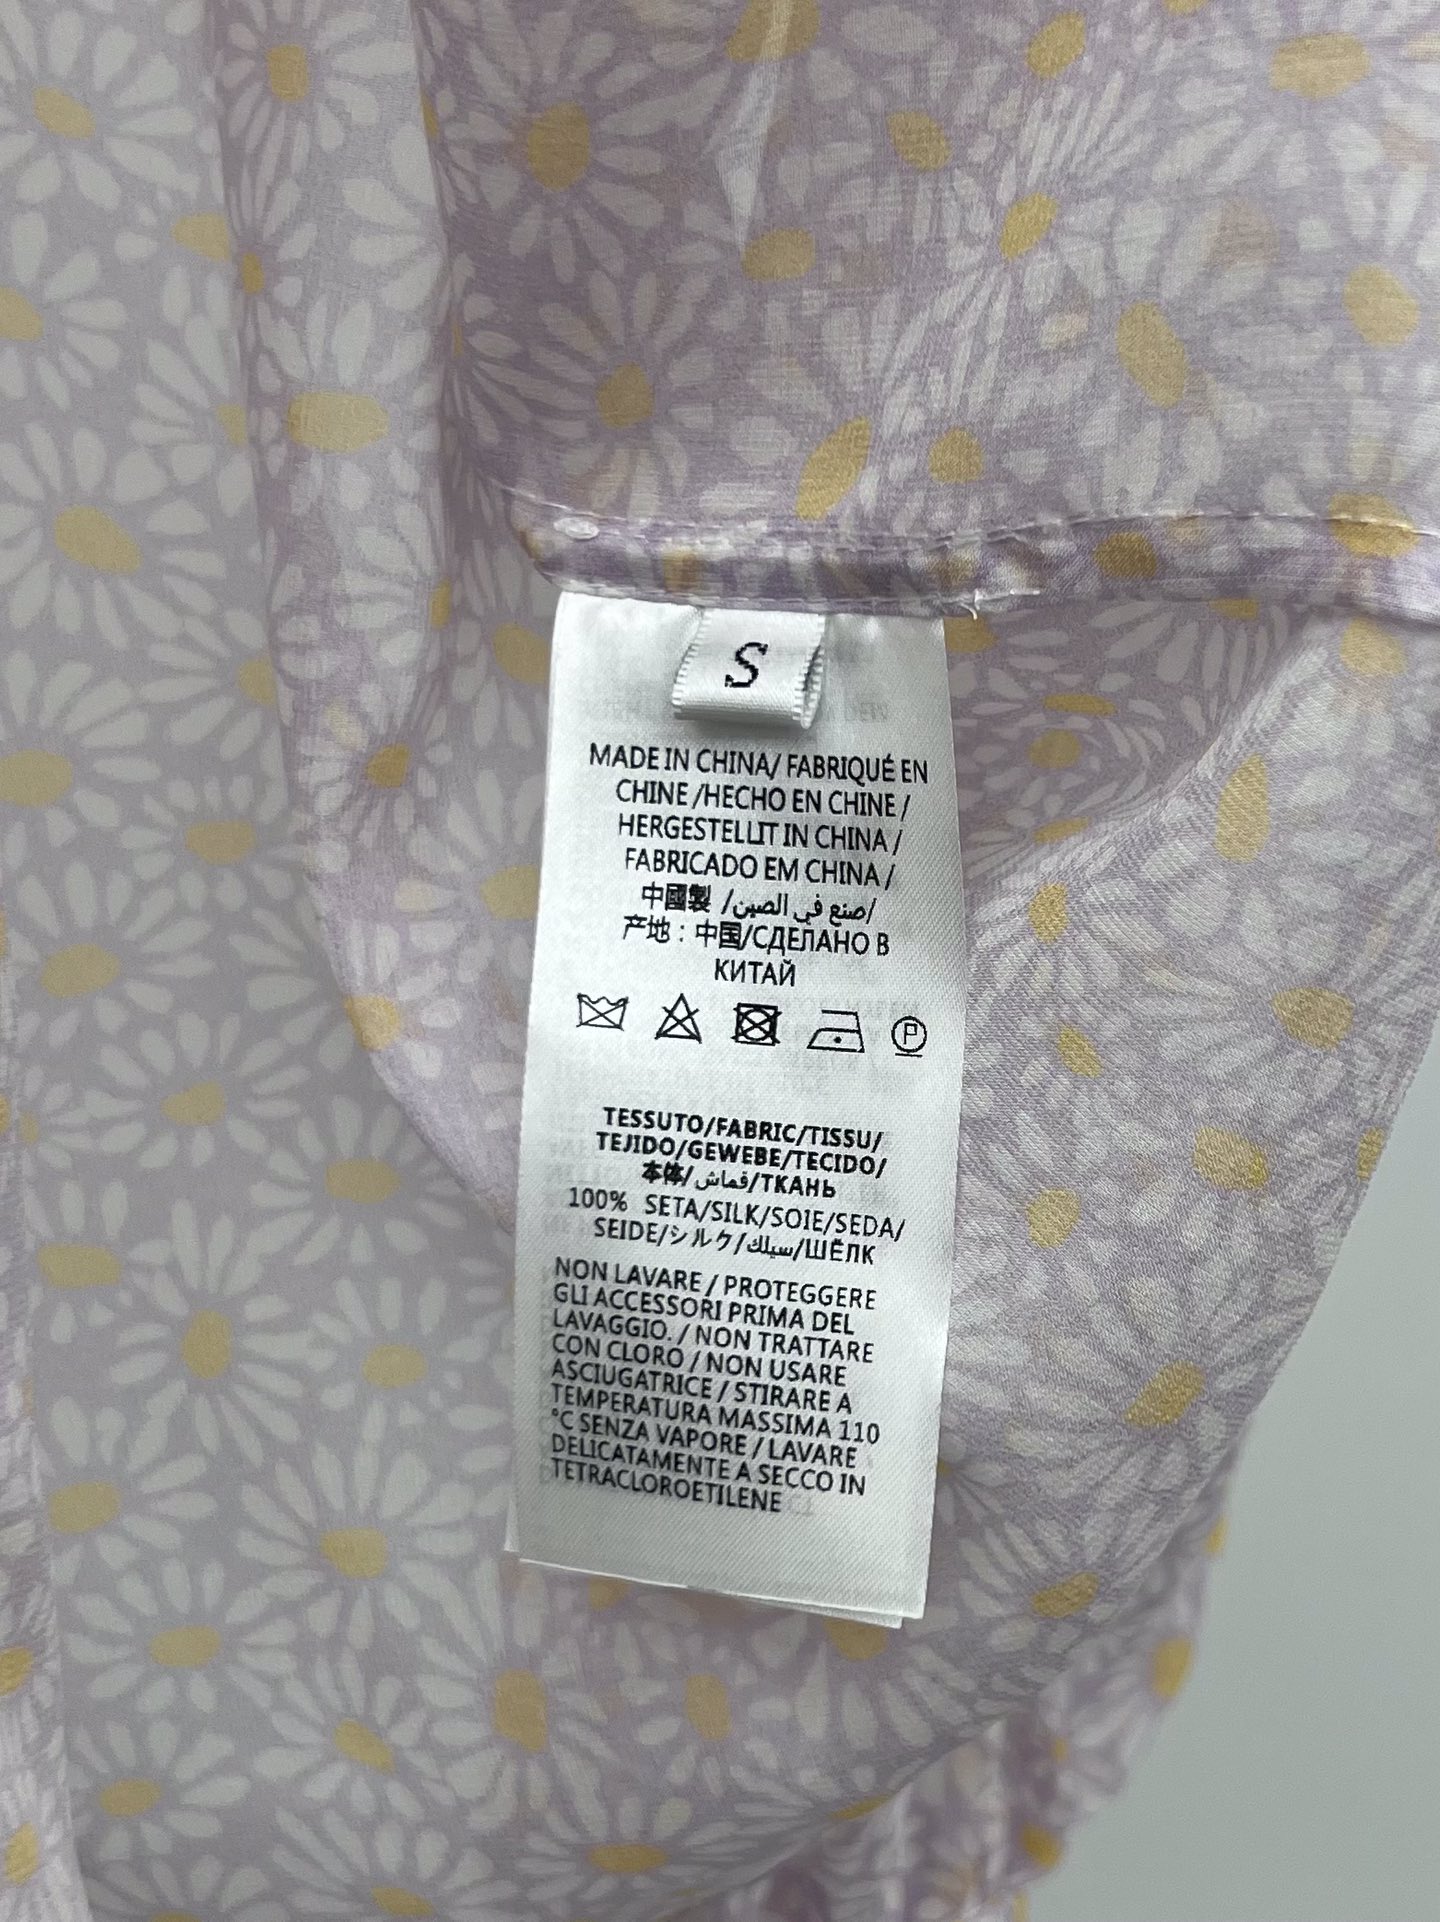 S
MADE IN CHINA/ FABRIQUÉ EN
CHINE /HECHO EN CHINE /
HERGESTELLIT IN CHINA /
FABRICADO EM CHINA /
中國製 /صنع في الصين/
产地：中国/СДЕЛАНО В
КИТАЙ
P
TESSUTO/FABRIC/TISSU/
TEJIDO/GEWEBE/TECIDO/
本体/قماش/ТКАНЬ
100% SETA/SILK/SOIE/SEDA/
SEIDE/シルク/سيلك/ШЁЛК
NON LAVARE / PROTEGGERE
GLI ACCESSORI PRIMA DEL
LAVAGGIO. / NON TRATTARE
CON CLORO / NON USARE
ASCIUGATRICE / STIRARE A
TEMPERATURA MASSIMA 110
°C SENZA VAPORE / LAVARE
DELICATAMENTE A SECCO IN
TETRACLOROETILENE